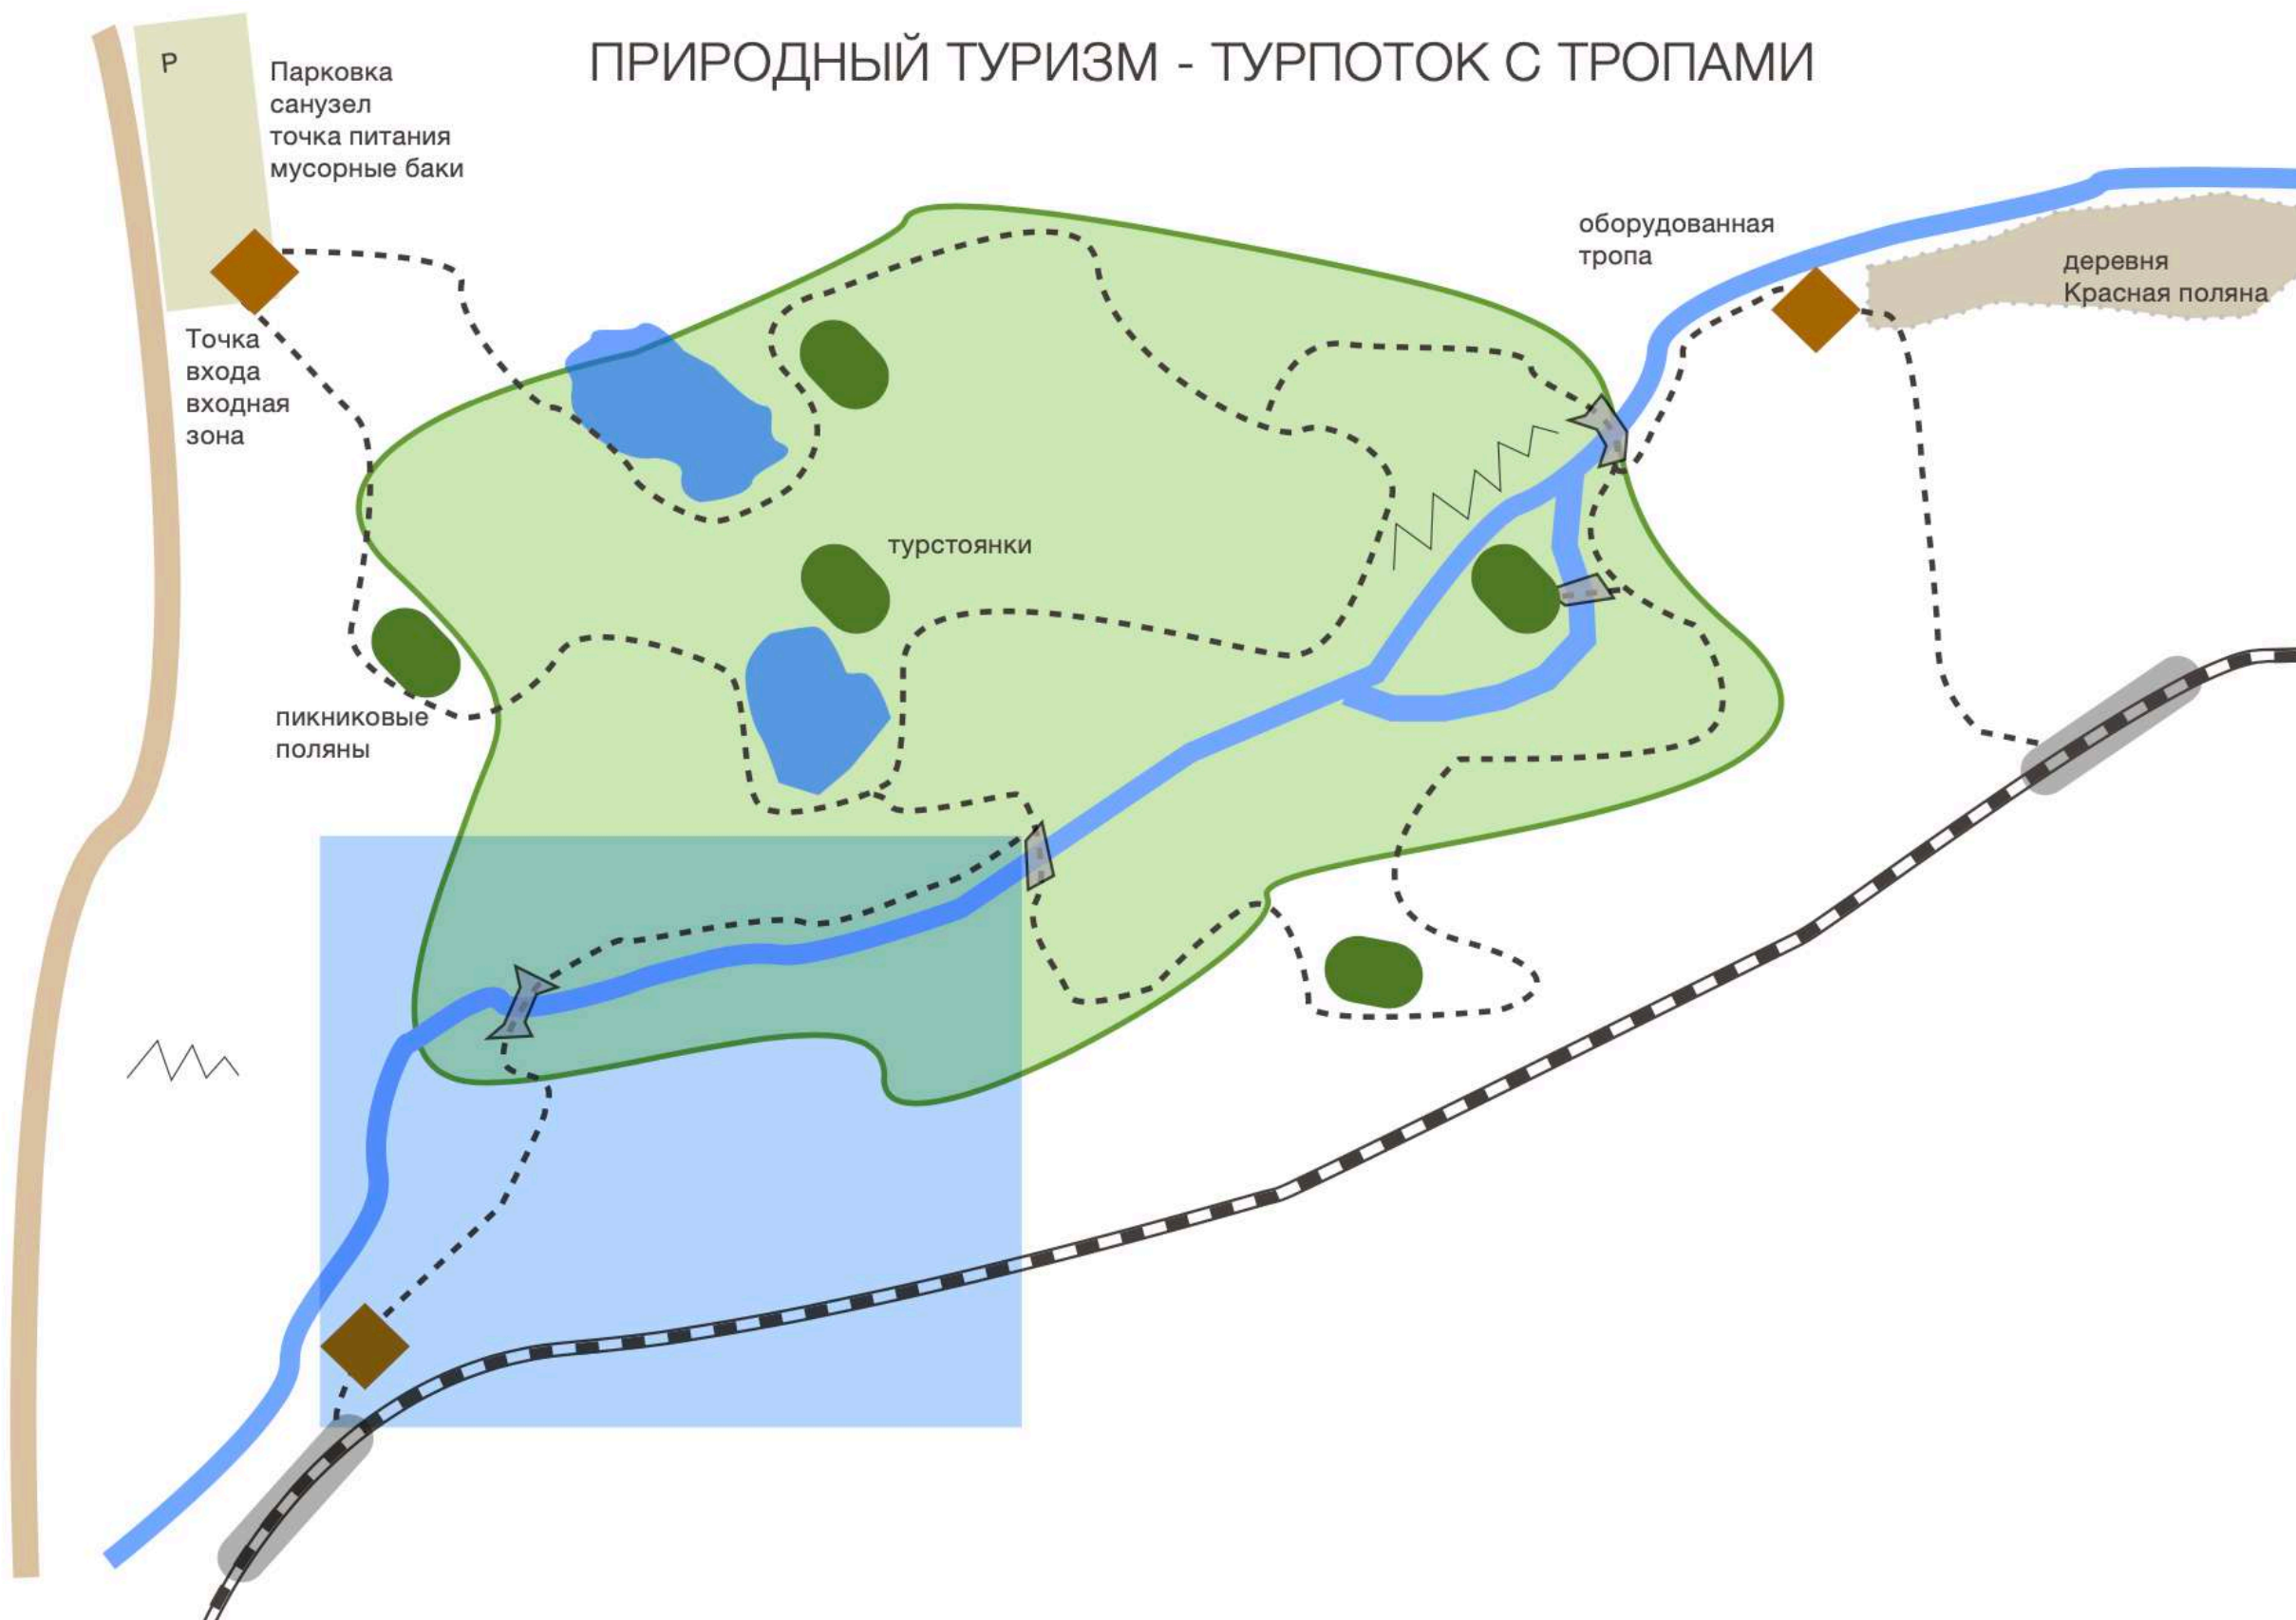 ПРИРОДНЫЙ ТУРИЗМ - ТУРПОТОК С ТРОПАМИ
P
Парковка
санузел
точка питания
мусорные баки
Точка
входа
входная
зона
оборудованная
тропа
деревня
Красная поляна
турстоянки
пикниковые
поляны